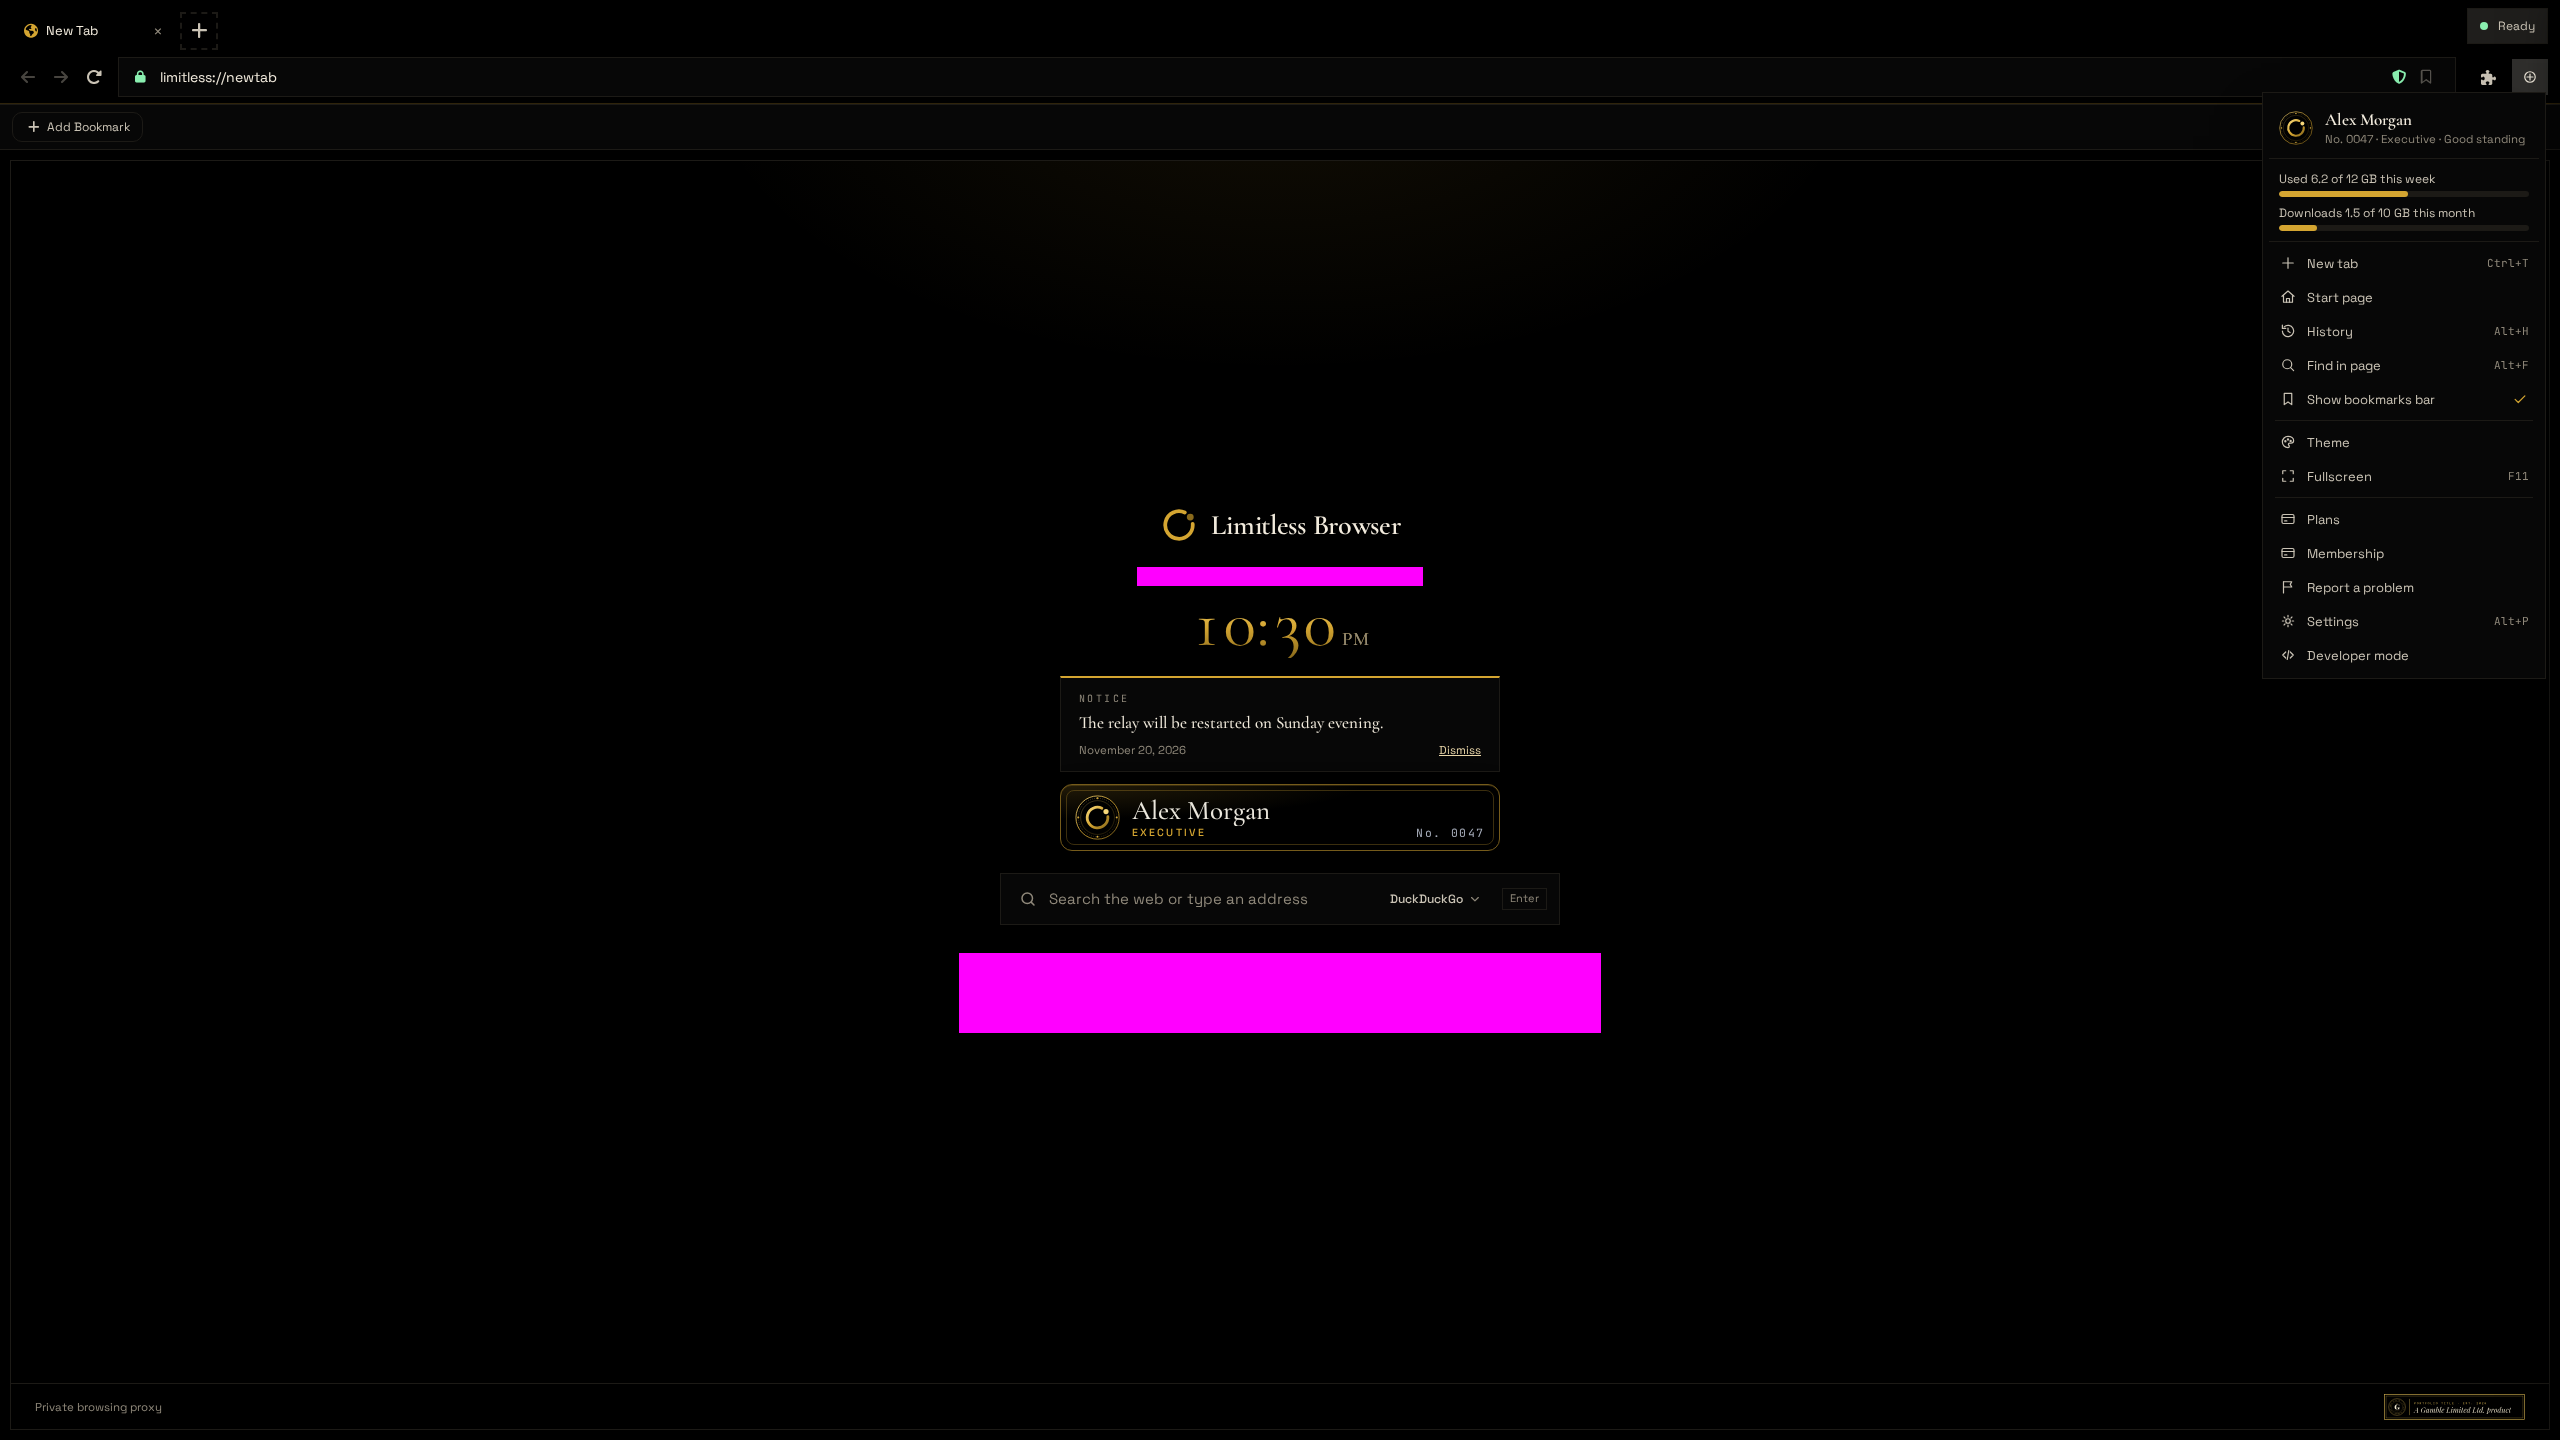 New Tab
Ready
limitless://newtab
Add Bookmark
Alex Morgan
No. 0047 · Executive · Good standing
Used 6.2 of 12 GB this week
Downloads 1.5 of 10 GB this month
New tab Ctrl+T
Start page
History Alt+H
Find in page Alt+F
Show bookmarks bar
Theme
Fullscreen F11
Plans
Membership
Report a problem
Settings Alt+P
Developer mode
Limitless Browser
10:30 PM
NOTICE
The relay will be restarted on Sunday evening.
November 20, 2026 Dismiss
Alex Morgan
EXECUTIVE No. 0047
Search the web or type an address DuckDuckGo Enter
Private browsing proxy
G
A Gamble Limited Ltd. product